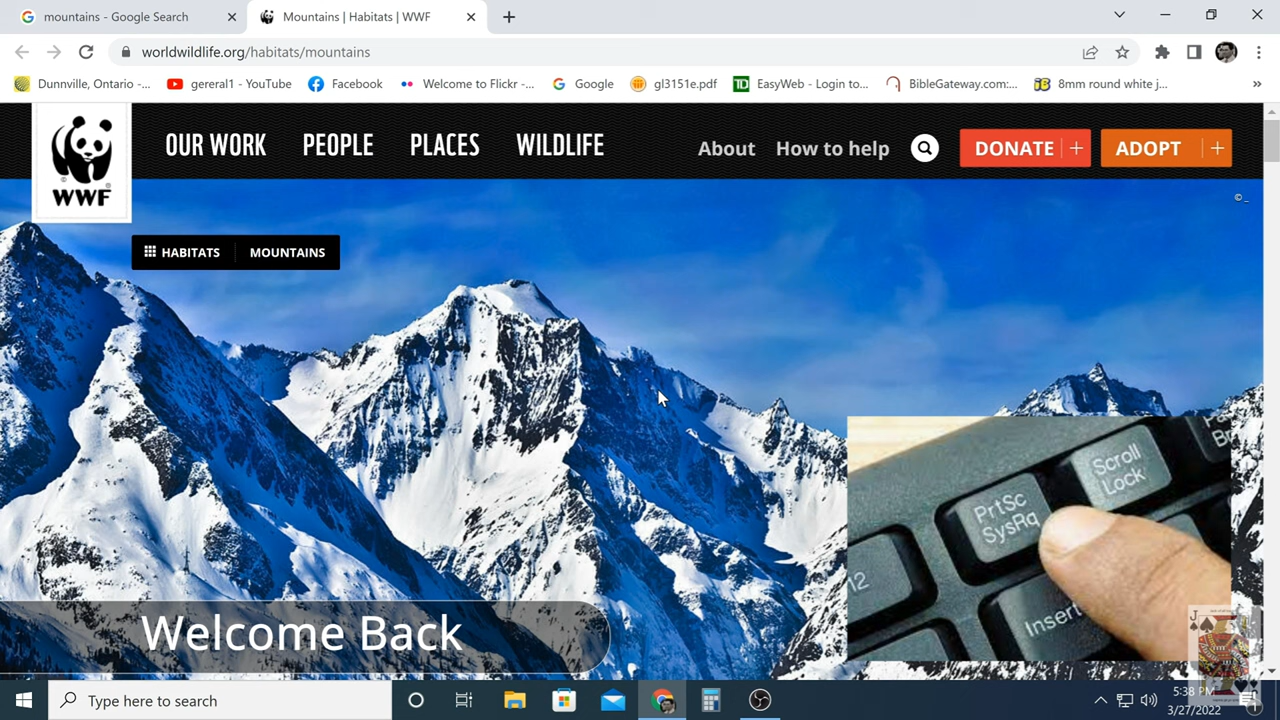 mountains - Google Search
Mountains | Habitats | WWF
worldwildlife.org/habitats/mountains
Dunnville, Ontario -...
gereral1 - YouTube
Facebook
Welcome to Flickr -...
Google
gl3151e.pdf
TD
EasyWeb - Login to...
BibleGateway.com:...
8mm round white j...
»
WWF
OUR WORK
PEOPLE
PLACES
WILDLIFE
About
How to help
DONATE +
ADOPT +
©_
HABITATS
MOUNTAINS
Scroll
Lock
PrtSc
SysRq
Insert
Welcome Back
J
Type here to search
5:38 PM
3/27/2022